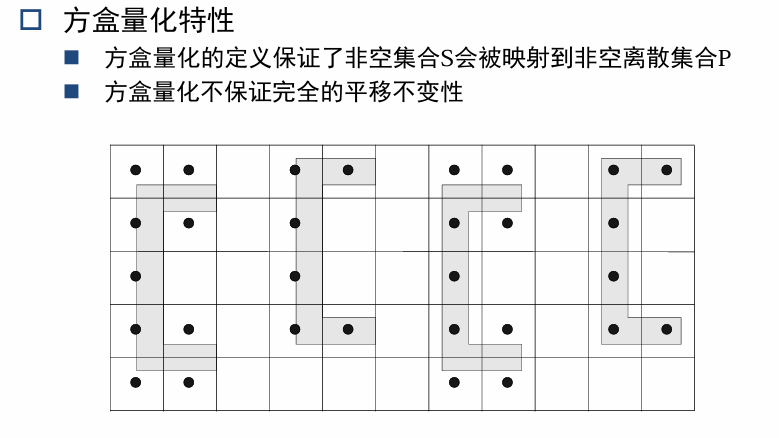 方盒量化特性
方盒量化的定义保证了非空集合S会被映射到非空离散集合P
方盒量化不保证完全的平移不变性